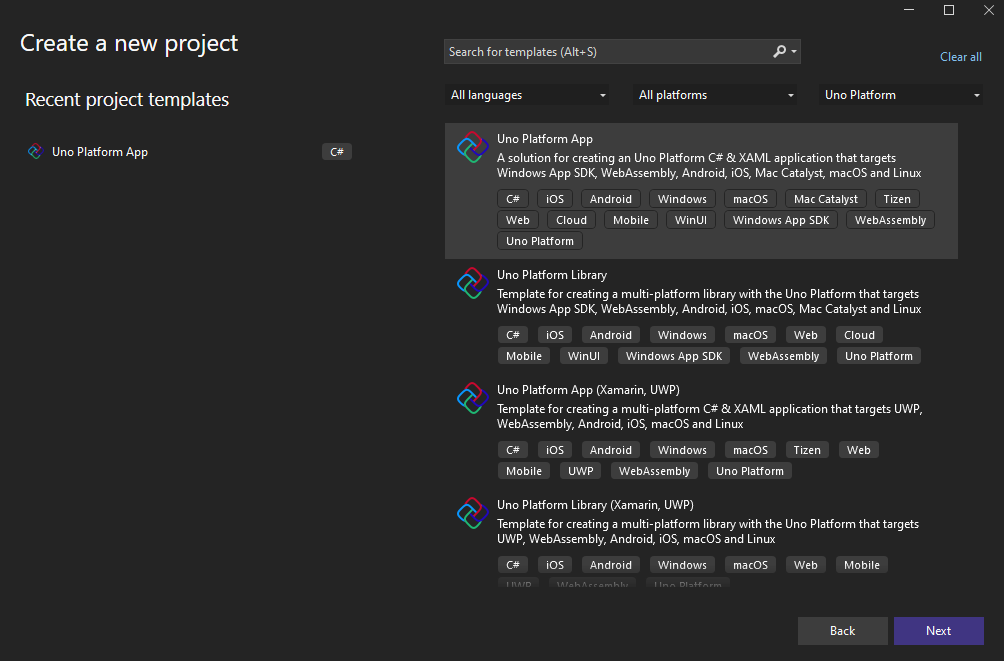 Create a new project
Search for templates (Alt+S)
Clear all
Recent project templates
All languages
All platforms
Uno Platform
Uno Platform App
C#
Uno Platform App
A solution for creating an Uno Platform C# & XAML application that targets
Windows App SDK, WebAssembly, Android, iOS, Mac Catalyst, macOS and Linux
C# iOS Android Windows macOS Mac Catalyst Tizen
Web Cloud Mobile WinUI Windows App SDK WebAssembly
Uno Platform
Uno Platform Library
Template for creating a multi-platform library with the Uno Platform that targets
Windows App SDK, WebAssembly, Android, iOS, macOS, Mac Catalyst and Linux
C# iOS Android Windows macOS Web Cloud
Mobile WinUI Windows App SDK WebAssembly Uno Platform
Uno Platform App (Xamarin, UWP)
Template for creating a multi-platform C# & XAML application that targets UWP,
WebAssembly, Android, iOS, macOS and Linux
C# iOS Android Windows macOS Tizen Web
Mobile UWP WebAssembly Uno Platform
Uno Platform Library (Xamarin, UWP)
Template for creating a multi-platform library with the Uno Platform that targets
UWP, WebAssembly, Android, iOS, macOS and Linux
C# iOS Android Windows macOS Web Mobile
UWP WebAssembly Uno Platform
Back
Next